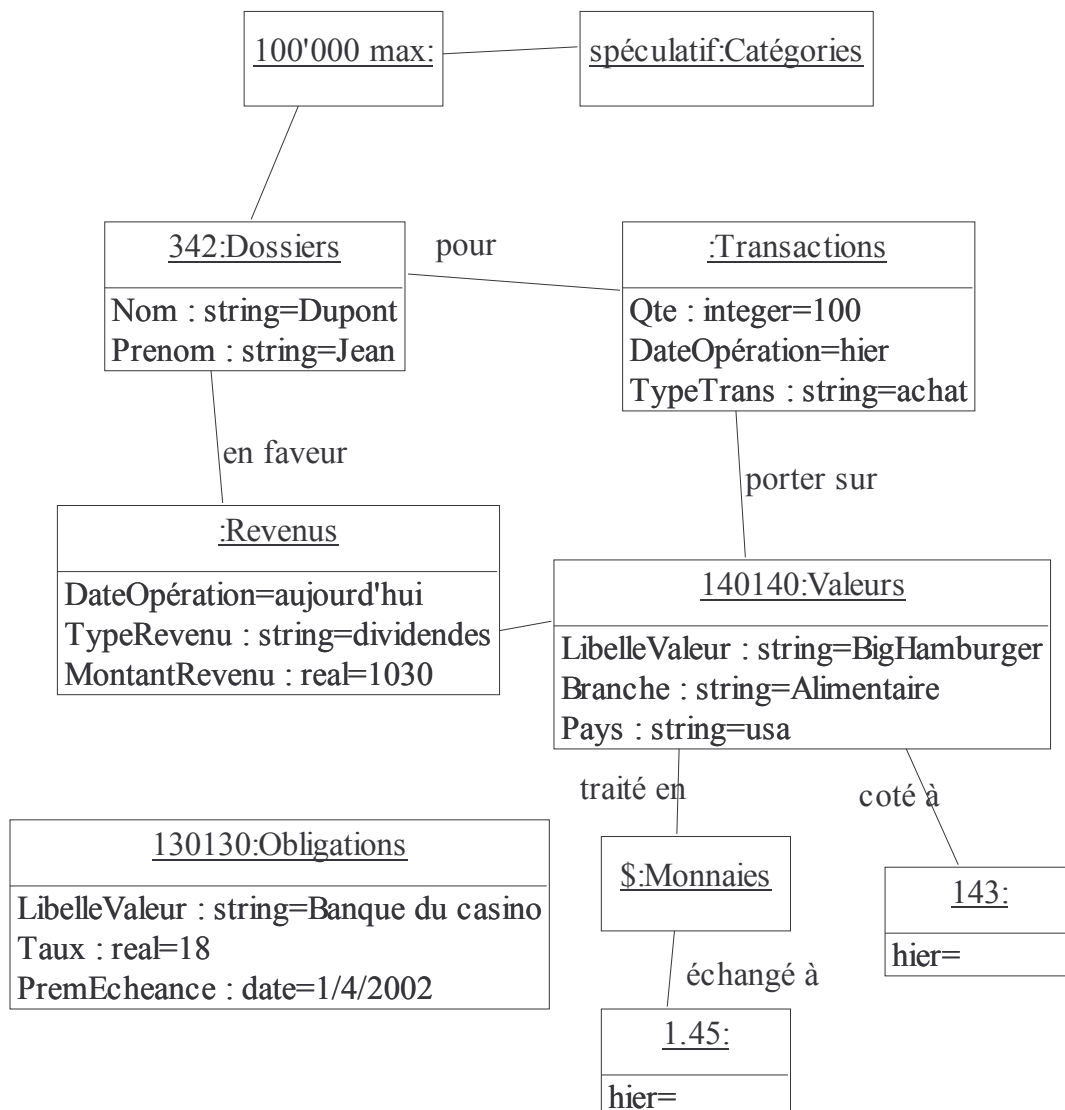 100'000 max:
spéculatif:Catégories
342:Dossiers
Nom : string=Dupont
Prenom : string=Jean
pour
:Transactions
Qte : integer=100
DateOpération=hier
TypeTrans : string=achat
en faveur
porter sur
:Revenus
DateOpération=aujourd'hui
TypeRevenu : string=dividendes
MontantRevenu : real=1030
140140:Valeurs
LibelleValeur : string=BigHamburger
Branche : string=Alimentaire
Pays : string=usa
traité en
coté à
130130:Obligations
LibelleValeur : string=Banque du casino
Taux : real=18
PremEcheance : date=1/4/2002
$:Monnaies
143:
hier=
échangé à
1.45:
hier=